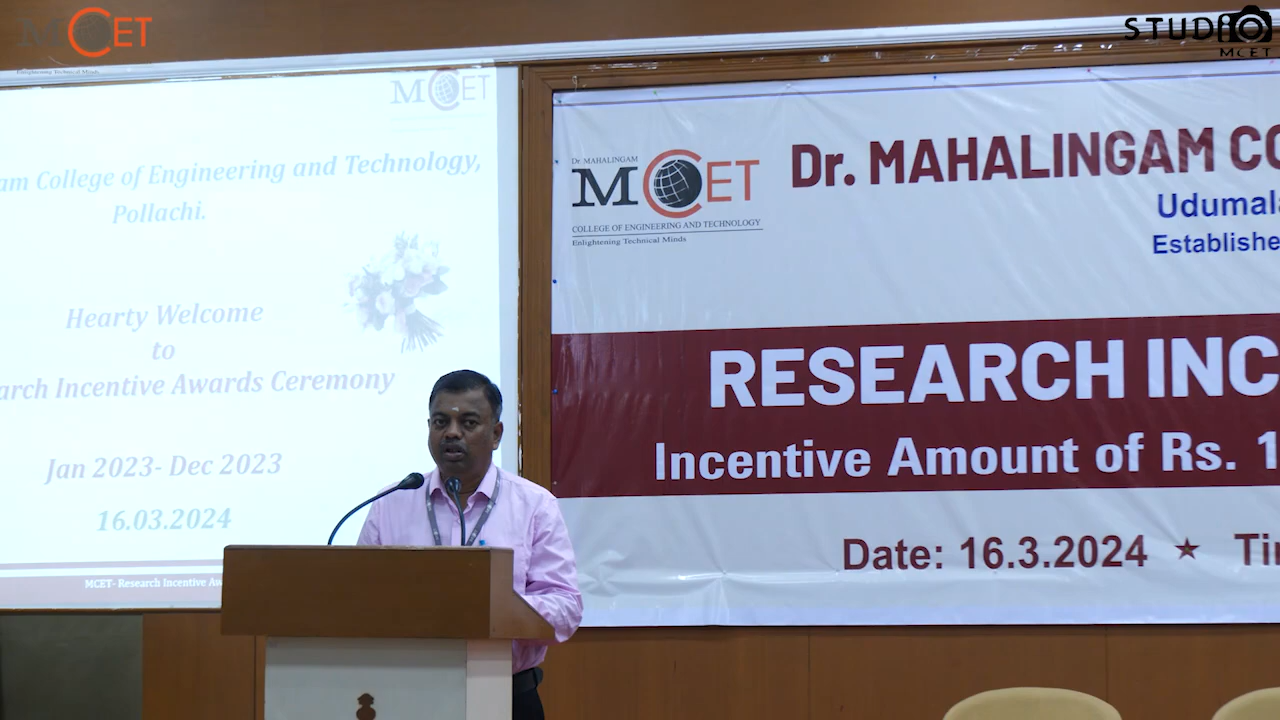 MCET
Enlightening Technical Minds
STUDIO
MCET
MCET
am College of Engineering and Technology,
Pollachi.
Hearty Welcome
to
arch Incentive Awards Ceremony
Jan 2023- Dec 2023
16.03.2024
MCET- Research Incentive Aw
Dr MAHALINGAM
MCET
COLLEGE OF ENGINEERING AND TECHNOLOGY
Enlightening Technical Minds
Dr. MAHALINGAM CO
Udumala
Establishe
RESEARCH INC
Incentive Amount of Rs. 1
Date: 16.3.2024 ★ Tin